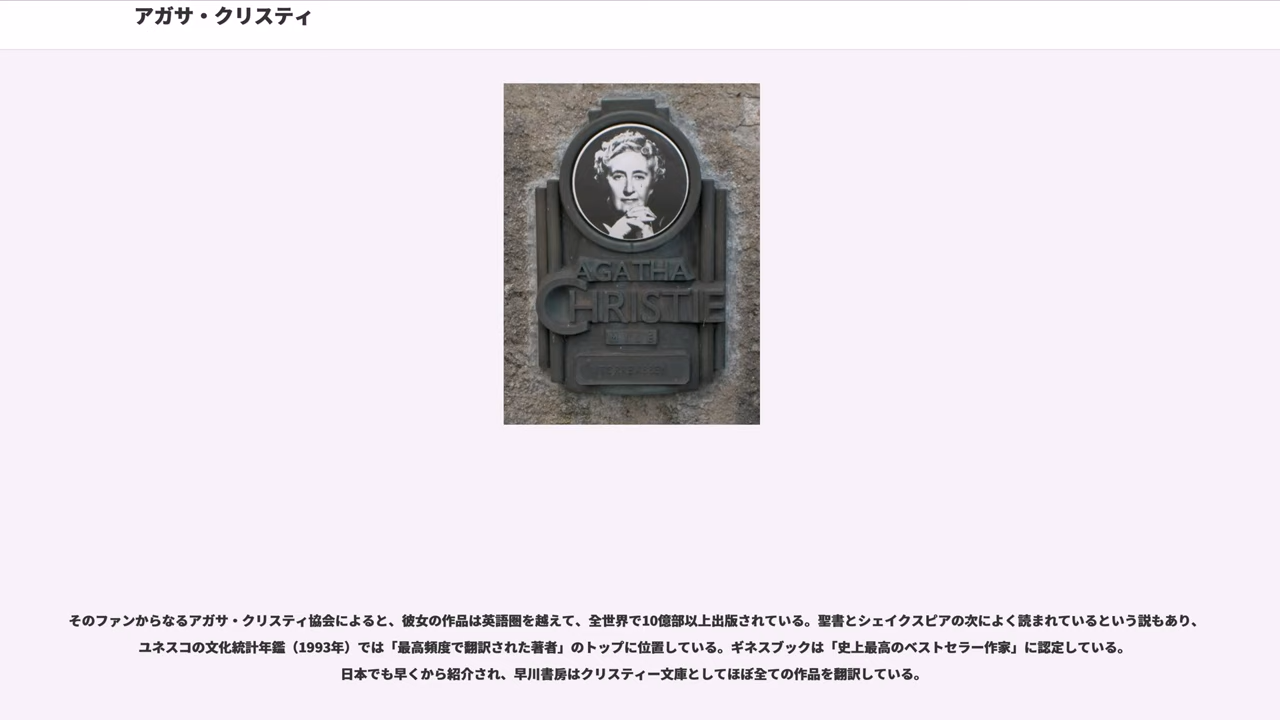 アガサ・クリスティ
AGATHA
CHRISTIE
そのファンからなるアガサ・クリスティ協会によると、彼女の作品は英語圏を越えて、全世界で10億部以上出版されている。聖書とシェイクスピアの次によく読まれているという説もあり、
ユネスコの文化統計年鑑（1993年）では「最高頻度で翻訳された著者」のトップに位置している。ギネスブックは「史上最高のベストセラー作家」に認定している。
日本でも早くから紹介され、早川書房はクリスティー文庫としてほぼ全ての作品を翻訳している。